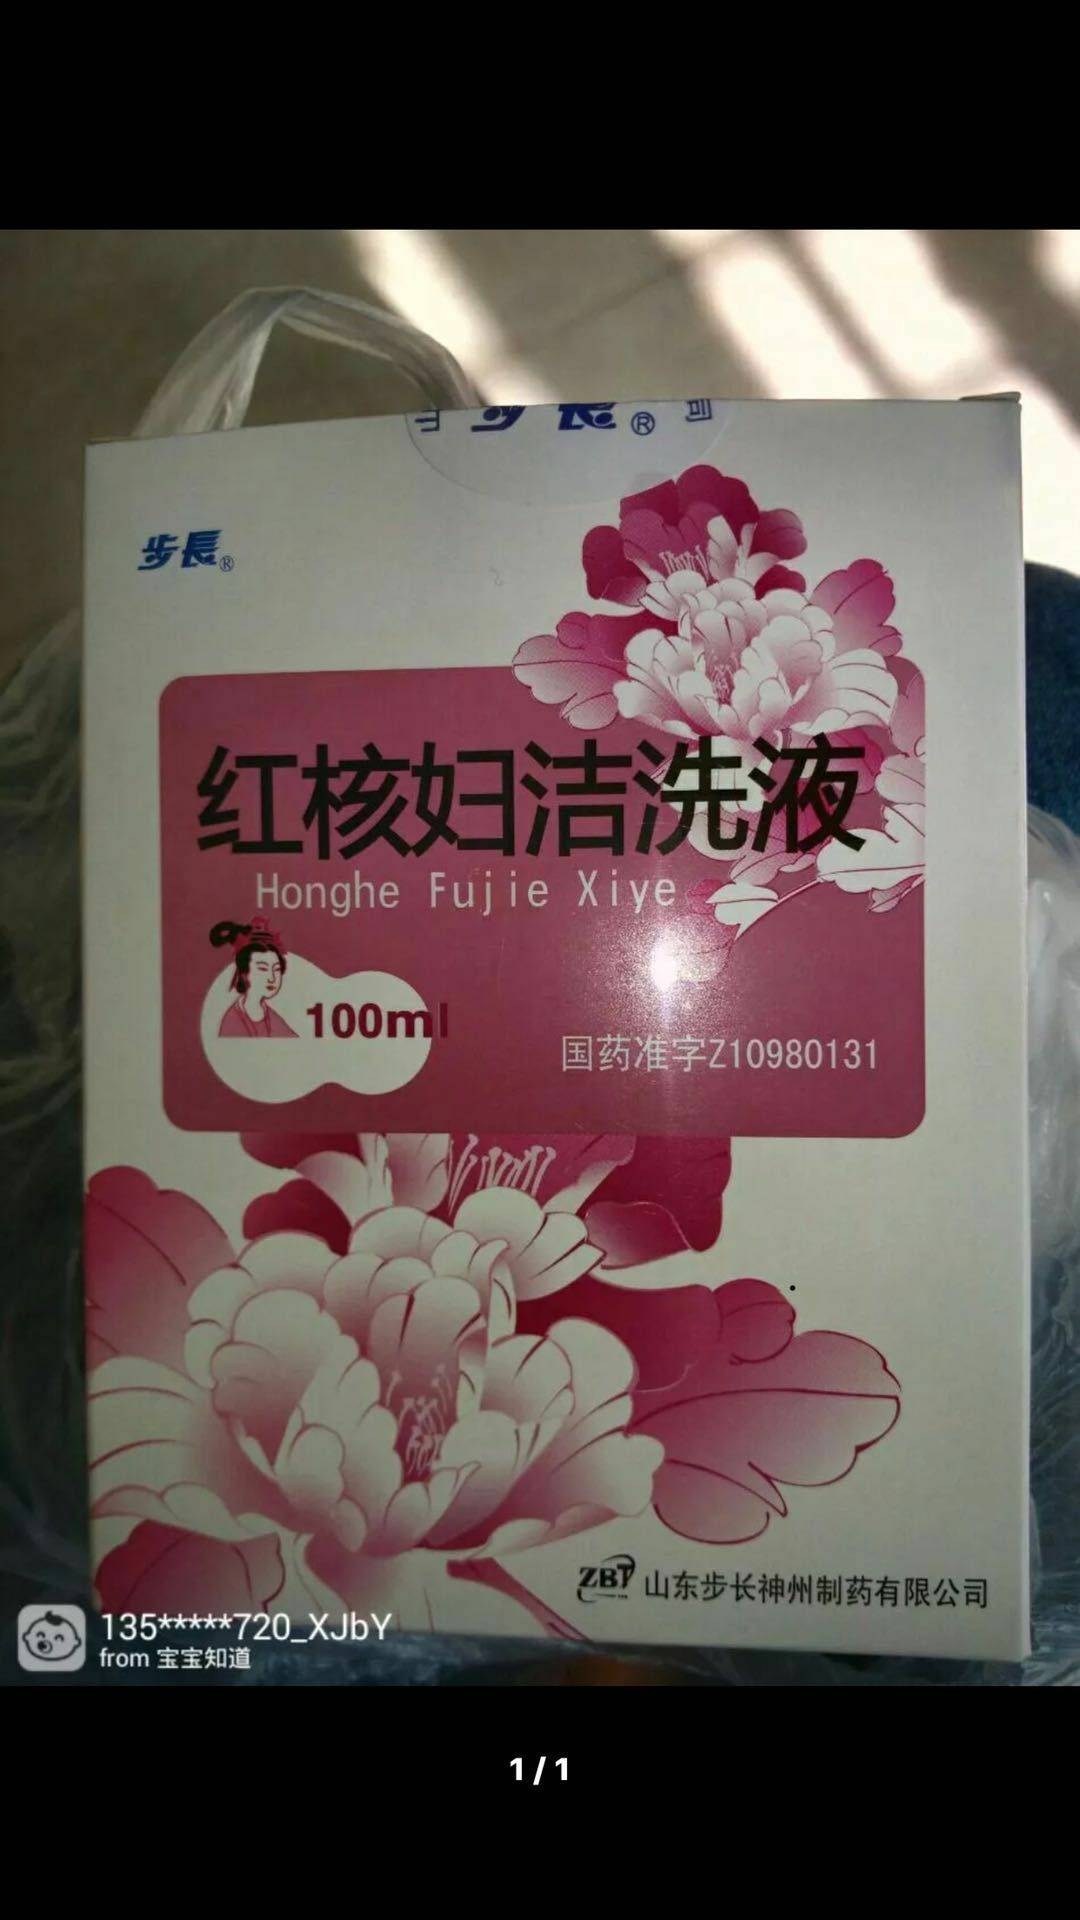 步長®
步長®
红核妇洁洗液
Honghe Fujie Xiye
100ml
国药准字Z10980131
ZBT 山东步长神州制药有限公司
135*****720_XJbY
from 宝宝知道
1/1